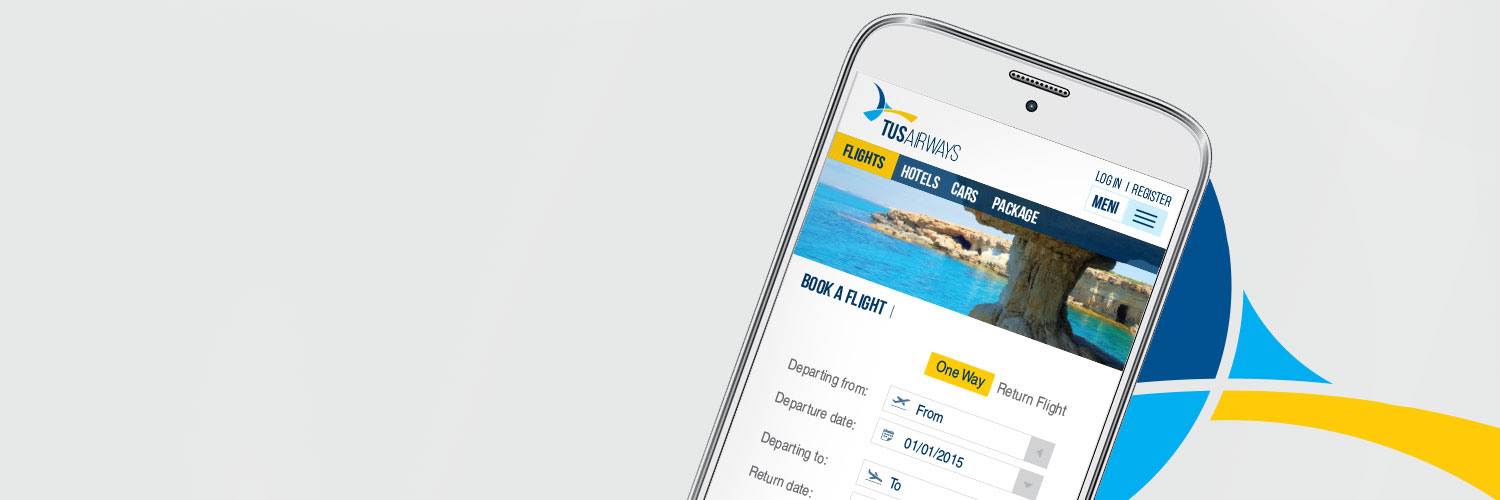 TUSAIRWAYS
LOG IN | REGISTER
MENI
FLIGHTS HOTELS CARS PACKAGE
BOOK A FLIGHT |
One Way Return Flight
Departing from: From
Departure date: 01/01/2015
Departing to: To
Return date: